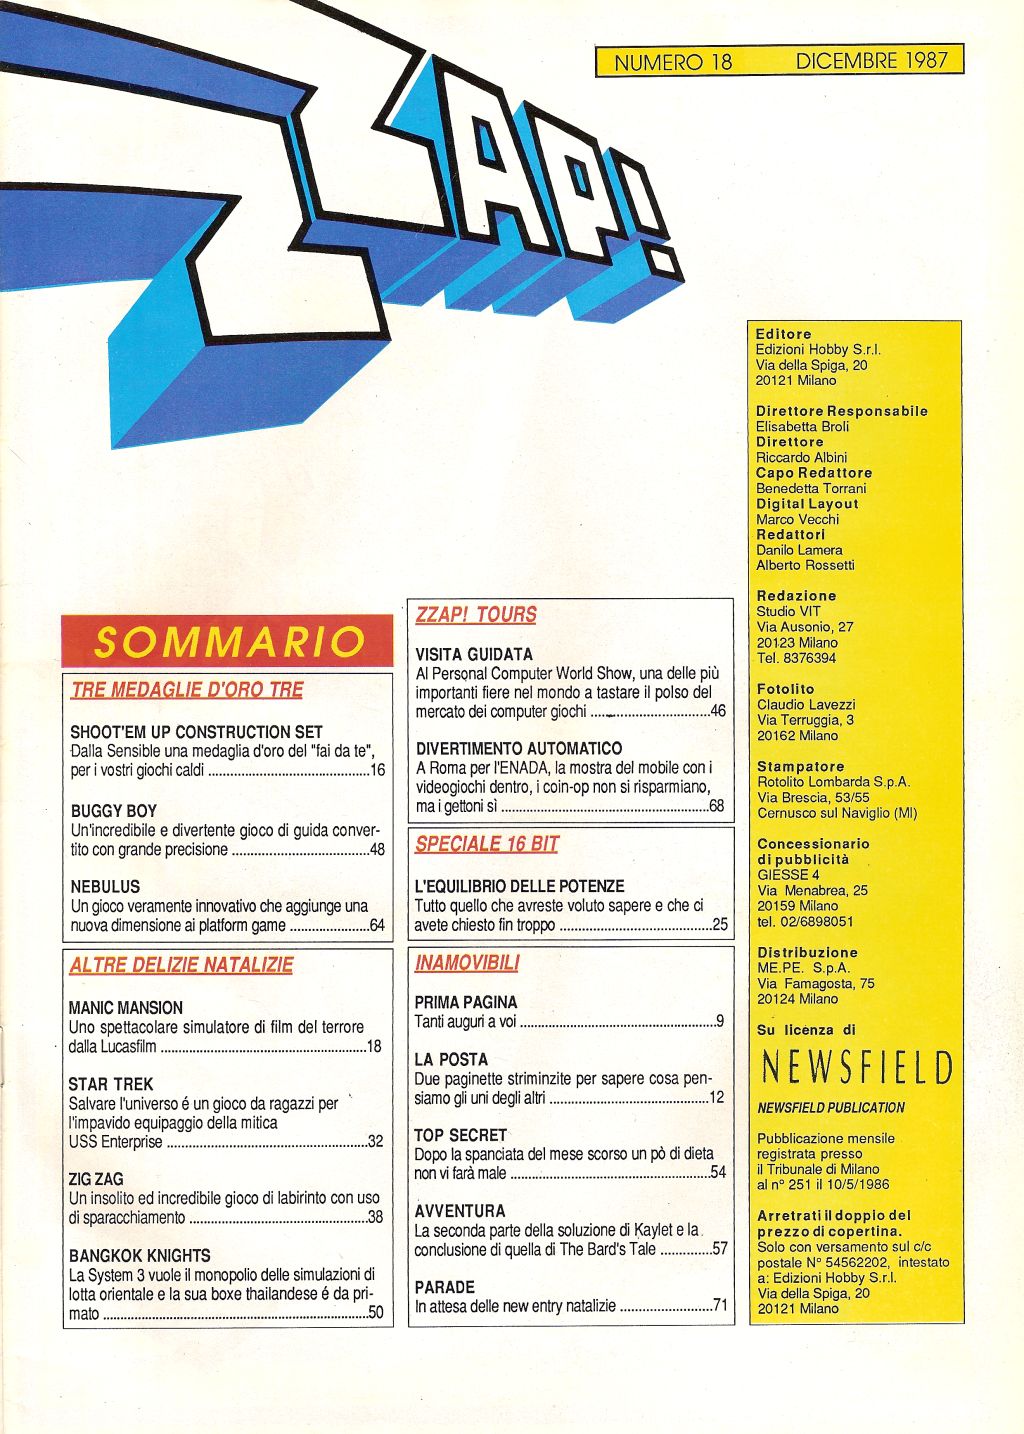 ZZAP!
NUMERO 18 DICEMBRE 1987
SOMMARIO
TRE MEDAGLIE D'ORO TRE
SHOOT'EM UP CONSTRUCTION SET
Dalla Sensible una medaglia d'oro del "fai da te",
per i vostri giochi caldi ............................................16
BUGGY BOY
Un'incredibile e divertente gioco di guida conver-
tito con grande precisione .....................................48
NEBULUS
Un gioco veramente innovativo che aggiunge una
nuova dimensione ai platform game .....................64
ALTRE DELIZIE NATALIZIE
MANIC MANSION
Uno spettacolare simulatore di film del terrore
dalla Lucasfilm ........................................................18
STAR TREK
Salvare l'universo é un gioco da ragazzi per
l'impavido equipaggio della mitica
USS Enterprise ......................................................32
ZIG ZAG
Un insolito ed incredibile gioco di labirinto con uso
di sparacchiamento ................................................38
BANGKOK KNIGHTS
La System 3 vuole il monopolio delle simulazioni di
lotta orientale e la sua boxe thailandese é da pri-
mato ........................................................................50
ZZAP! TOURS
VISITA GUIDATA
Al Personal Computer World Show, una delle più
importanti fiere nel mondo a tastare il polso del
mercato dei computer giochi ................................46
DIVERTIMENTO AUTOMATICO
A Roma per l'ENADA, la mostra del mobile con i
videogiochi dentro, i coin-op non si risparmiano,
ma i gettoni sì ........................................................68
SPECIALE 16 BIT
L'EQUILIBRIO DELLE POTENZE
Tutto quello che avreste voluto sapere e che ci
avete chiesto fin troppo .........................................25
INAMOVIBILI
PRIMA PAGINA
Tanti auguri a voi .....................................................9
LA POSTA
Due paginette striminzite per sapere cosa pen-
siamo gli uni degli altri ...........................................12
TOP SECRET
Dopo la spanciata del mese scorso un pò di dieta
non vi farà male ......................................................54
AVVENTURA
La seconda parte della soluzione di Kaylet e la
conclusione di quella di The Bard's Tale ..............57
PARADE
In attesa delle new entry natalizie .........................71
Editore
Edizioni Hobby S.r.l.
Via della Spiga, 20
20121 Milano
Direttore Responsabile
Elisabetta Broli
Direttore
Riccardo Albini
Capo Redattore
Benedetta Torrani
Digital Layout
Marco Vecchi
Redattori
Danilo Lamera
Alberto Rossetti
Redazione
Studio VIT
Via Ausonio, 27
20123 Milano
Tel. 8376394
Fotolito
Claudio Lavezzi
Via Terruggia, 3
20162 Milano
Stampatore
Rotolito Lombarda S.p.A.
Via Brescia, 53/55
Cernusco sul Naviglio (MI)
Concessionario
di pubblicità
GIESSE 4
Via Menabrea, 25
20159 Milano
tel. 02/6898051
Distribuzione
ME.PE. S.p.A.
Via Famagosta, 75
20124 Milano
Su licenza di
NEWSFIELD
NEWSFIELD PUBLICATION
Pubblicazione mensile
registrata presso
il Tribunale di Milano
al n° 251 il 10/5/1986
Arretrati il doppio del
prezzo di copertina.
Solo con versamento sul c/c
postale N° 54562202, intestato
a: Edizioni Hobby S.r.l.
Via della Spiga, 20
20121 Milano